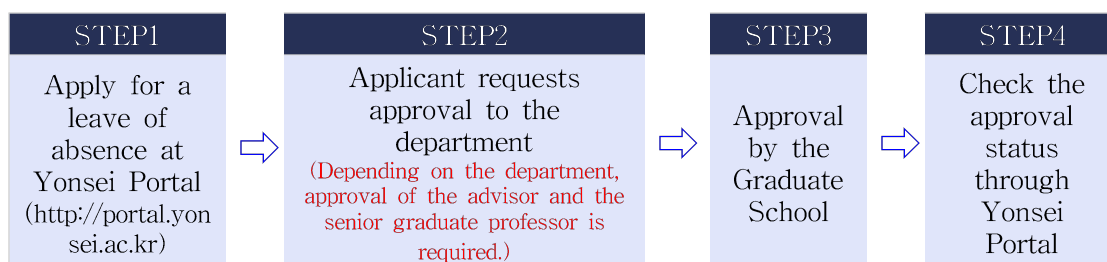 STEP1
Apply for a
leave of
absence at
Yonsei Portal
(http://portal.yon
sei.ac.kr)
STEP2
Applicant requests
approval to the
department
(Depending on the department,
approval of the advisor and the
senior graduate professor is
required.)
STEP3
Approval
by the
Graduate
School
STEP4
Check the
approval
status
through
Yonsei
Portal